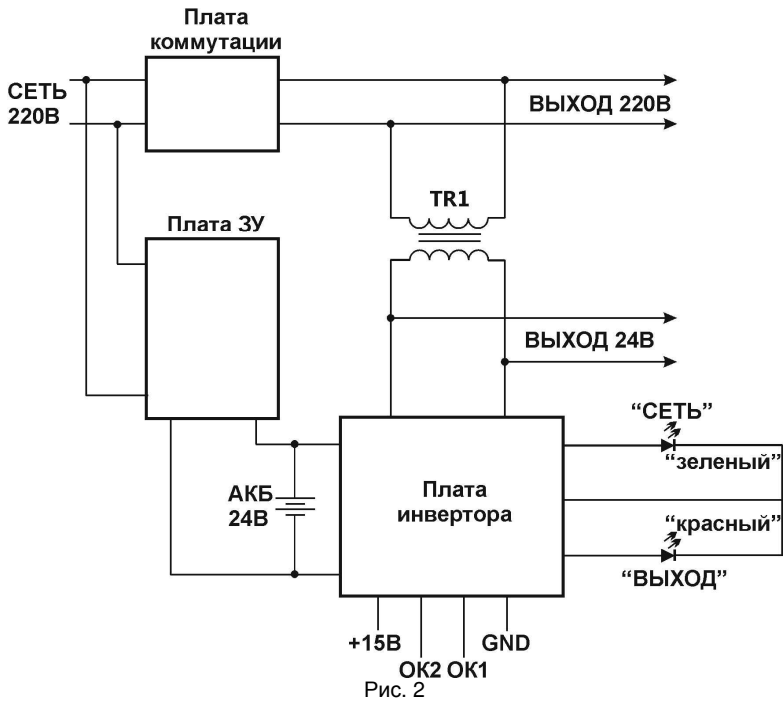 Плата
коммутации
СЕТЬ
220В
ВЫХОД 220В
TR1
Плата ЗУ
ВЫХОД 24В
“СЕТЬ”
“зеленый”
АКБ
24В
Плата
инвертора
“красный”
“ВЫХОД”
+15В
ОК2
ОК1
GND
Рис. 2